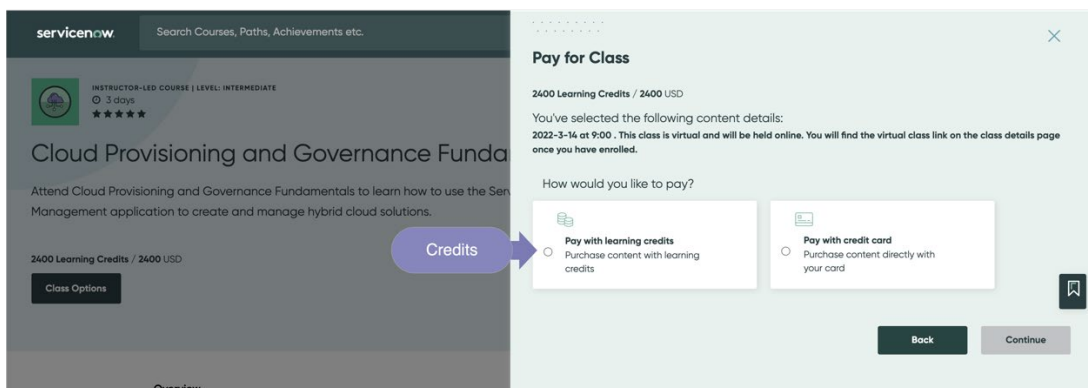 servicenow.
Search Courses, Paths, Achievements etc.
INSTRUCTOR-LED COURSE | LEVEL: INTERMEDIATE
3 days
Cloud Provisioning and Governance Funda
Attend Cloud Provisioning and Governance Fundamentals to learn how to use the Ser
Management application to create and manage hybrid cloud solutions.
2400 Learning Credits / 2400 USD
Class Options
Overview
Credits
Pay for Class
2400 Learning Credits / 2400 USD
You've selected the following content details:
2022-3-14 at 9:00 . This class is virtual and will be held online. You will find the virtual class link on the class details page
once you have enrolled.
How would you like to pay?
Pay with learning credits
Purchase content with learning
credits
Pay with credit card
Purchase content directly with
your card
Back
Continue